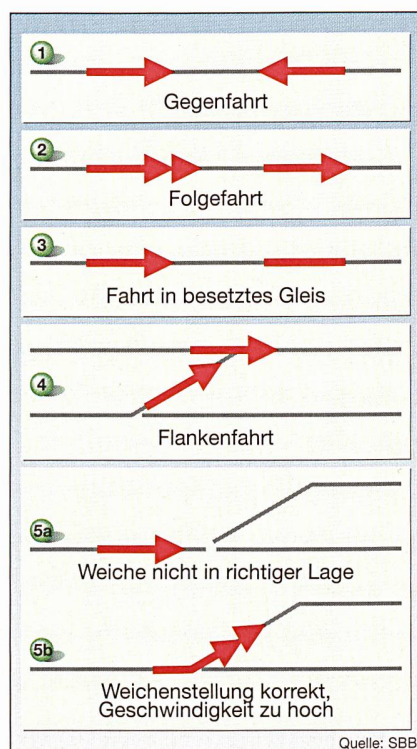 1
Gegenfahrt
2
Folgefahrt
3
Fahrt in besetztes Gleis
4
Flankenfahrt
5a
Weiche nicht in richtiger Lage
5b
Weichenstellung korrekt,
Geschwindigkeit zu hoch
Quelle: SBB